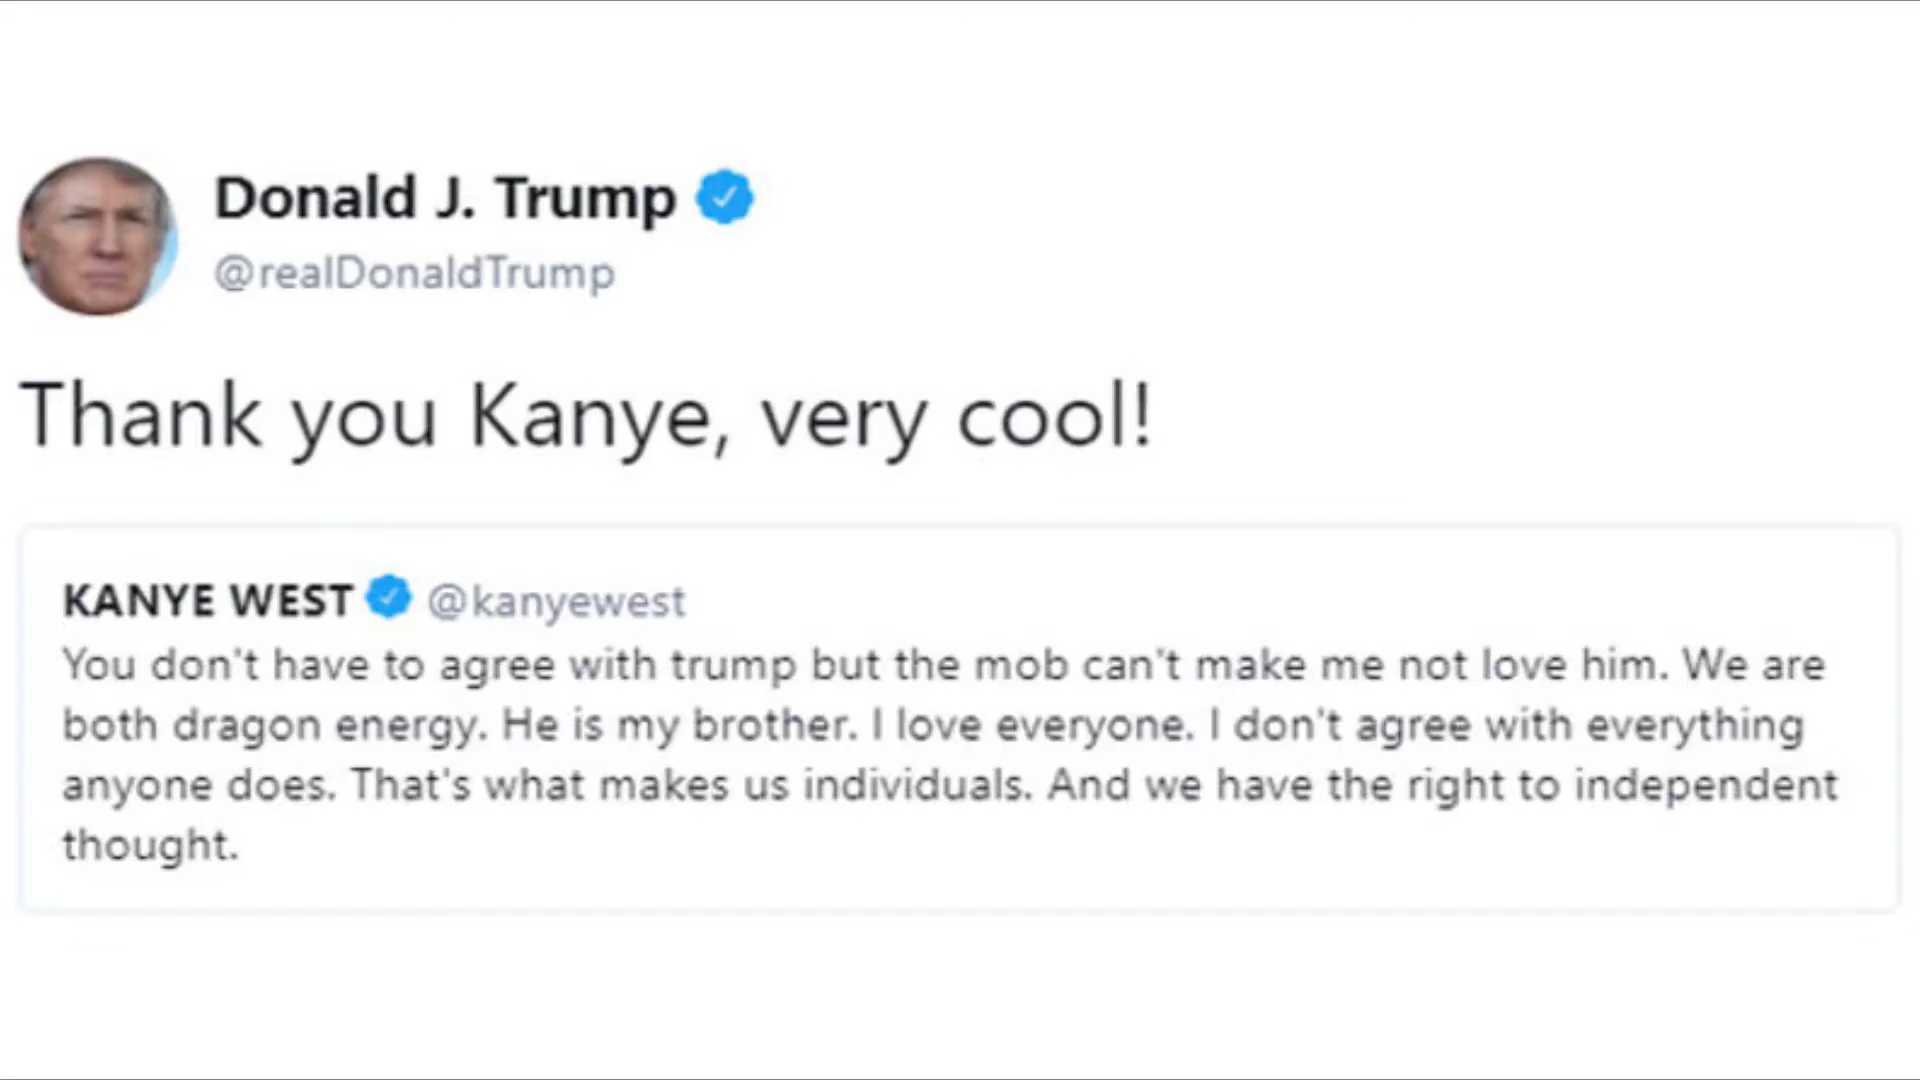 Donald J. Trump
@realDonaldTrump
Thank you Kanye, very cool!
KANYE WEST @kanyewest
You don't have to agree with trump but the mob can't make me not love him. We are
both dragon energy. He is my brother. I love everyone. I don't agree with everything
anyone does. That's what makes us individuals. And we have the right to independent
thought.